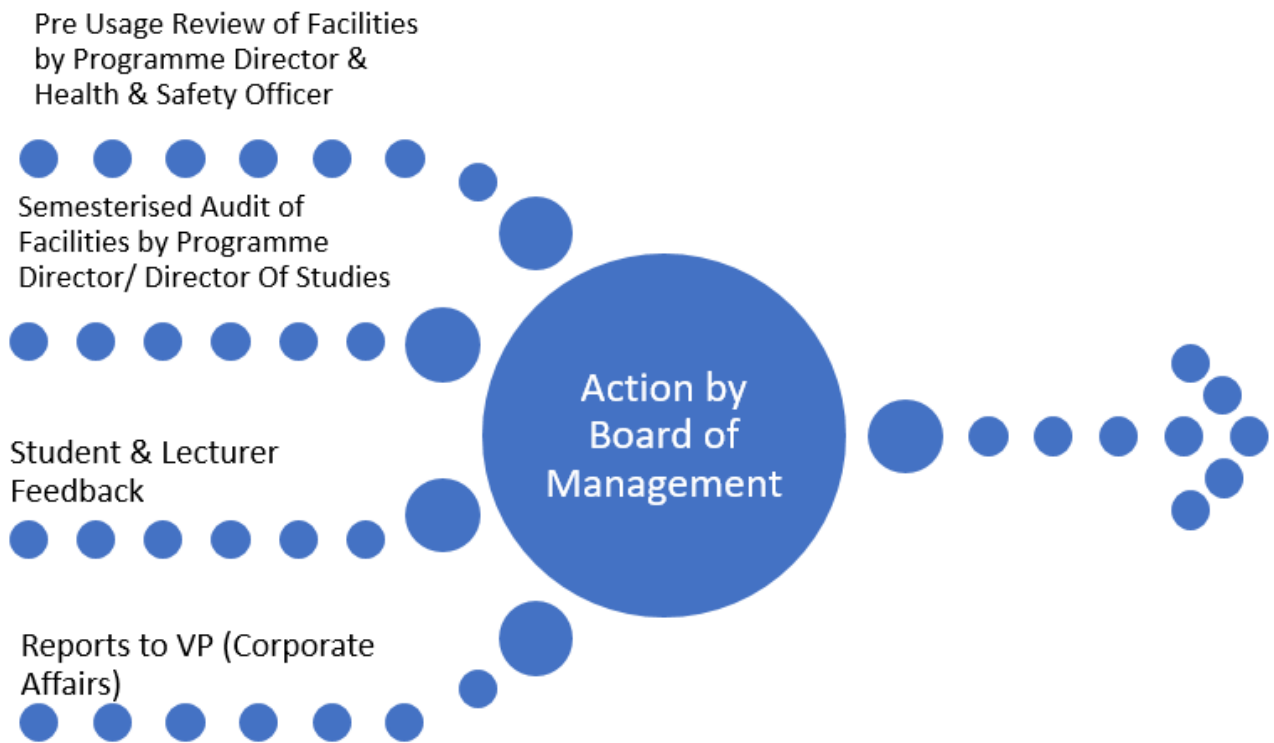 Pre Usage Review of Facilities
by Programme Director &
Health & Safety Officer
Semesterised Audit of
Facilities by Programme
Director/ Director Of Studies
Student & Lecturer
Feedback
Reports to VP (Corporate
Affairs)
Action by
Board of
Management